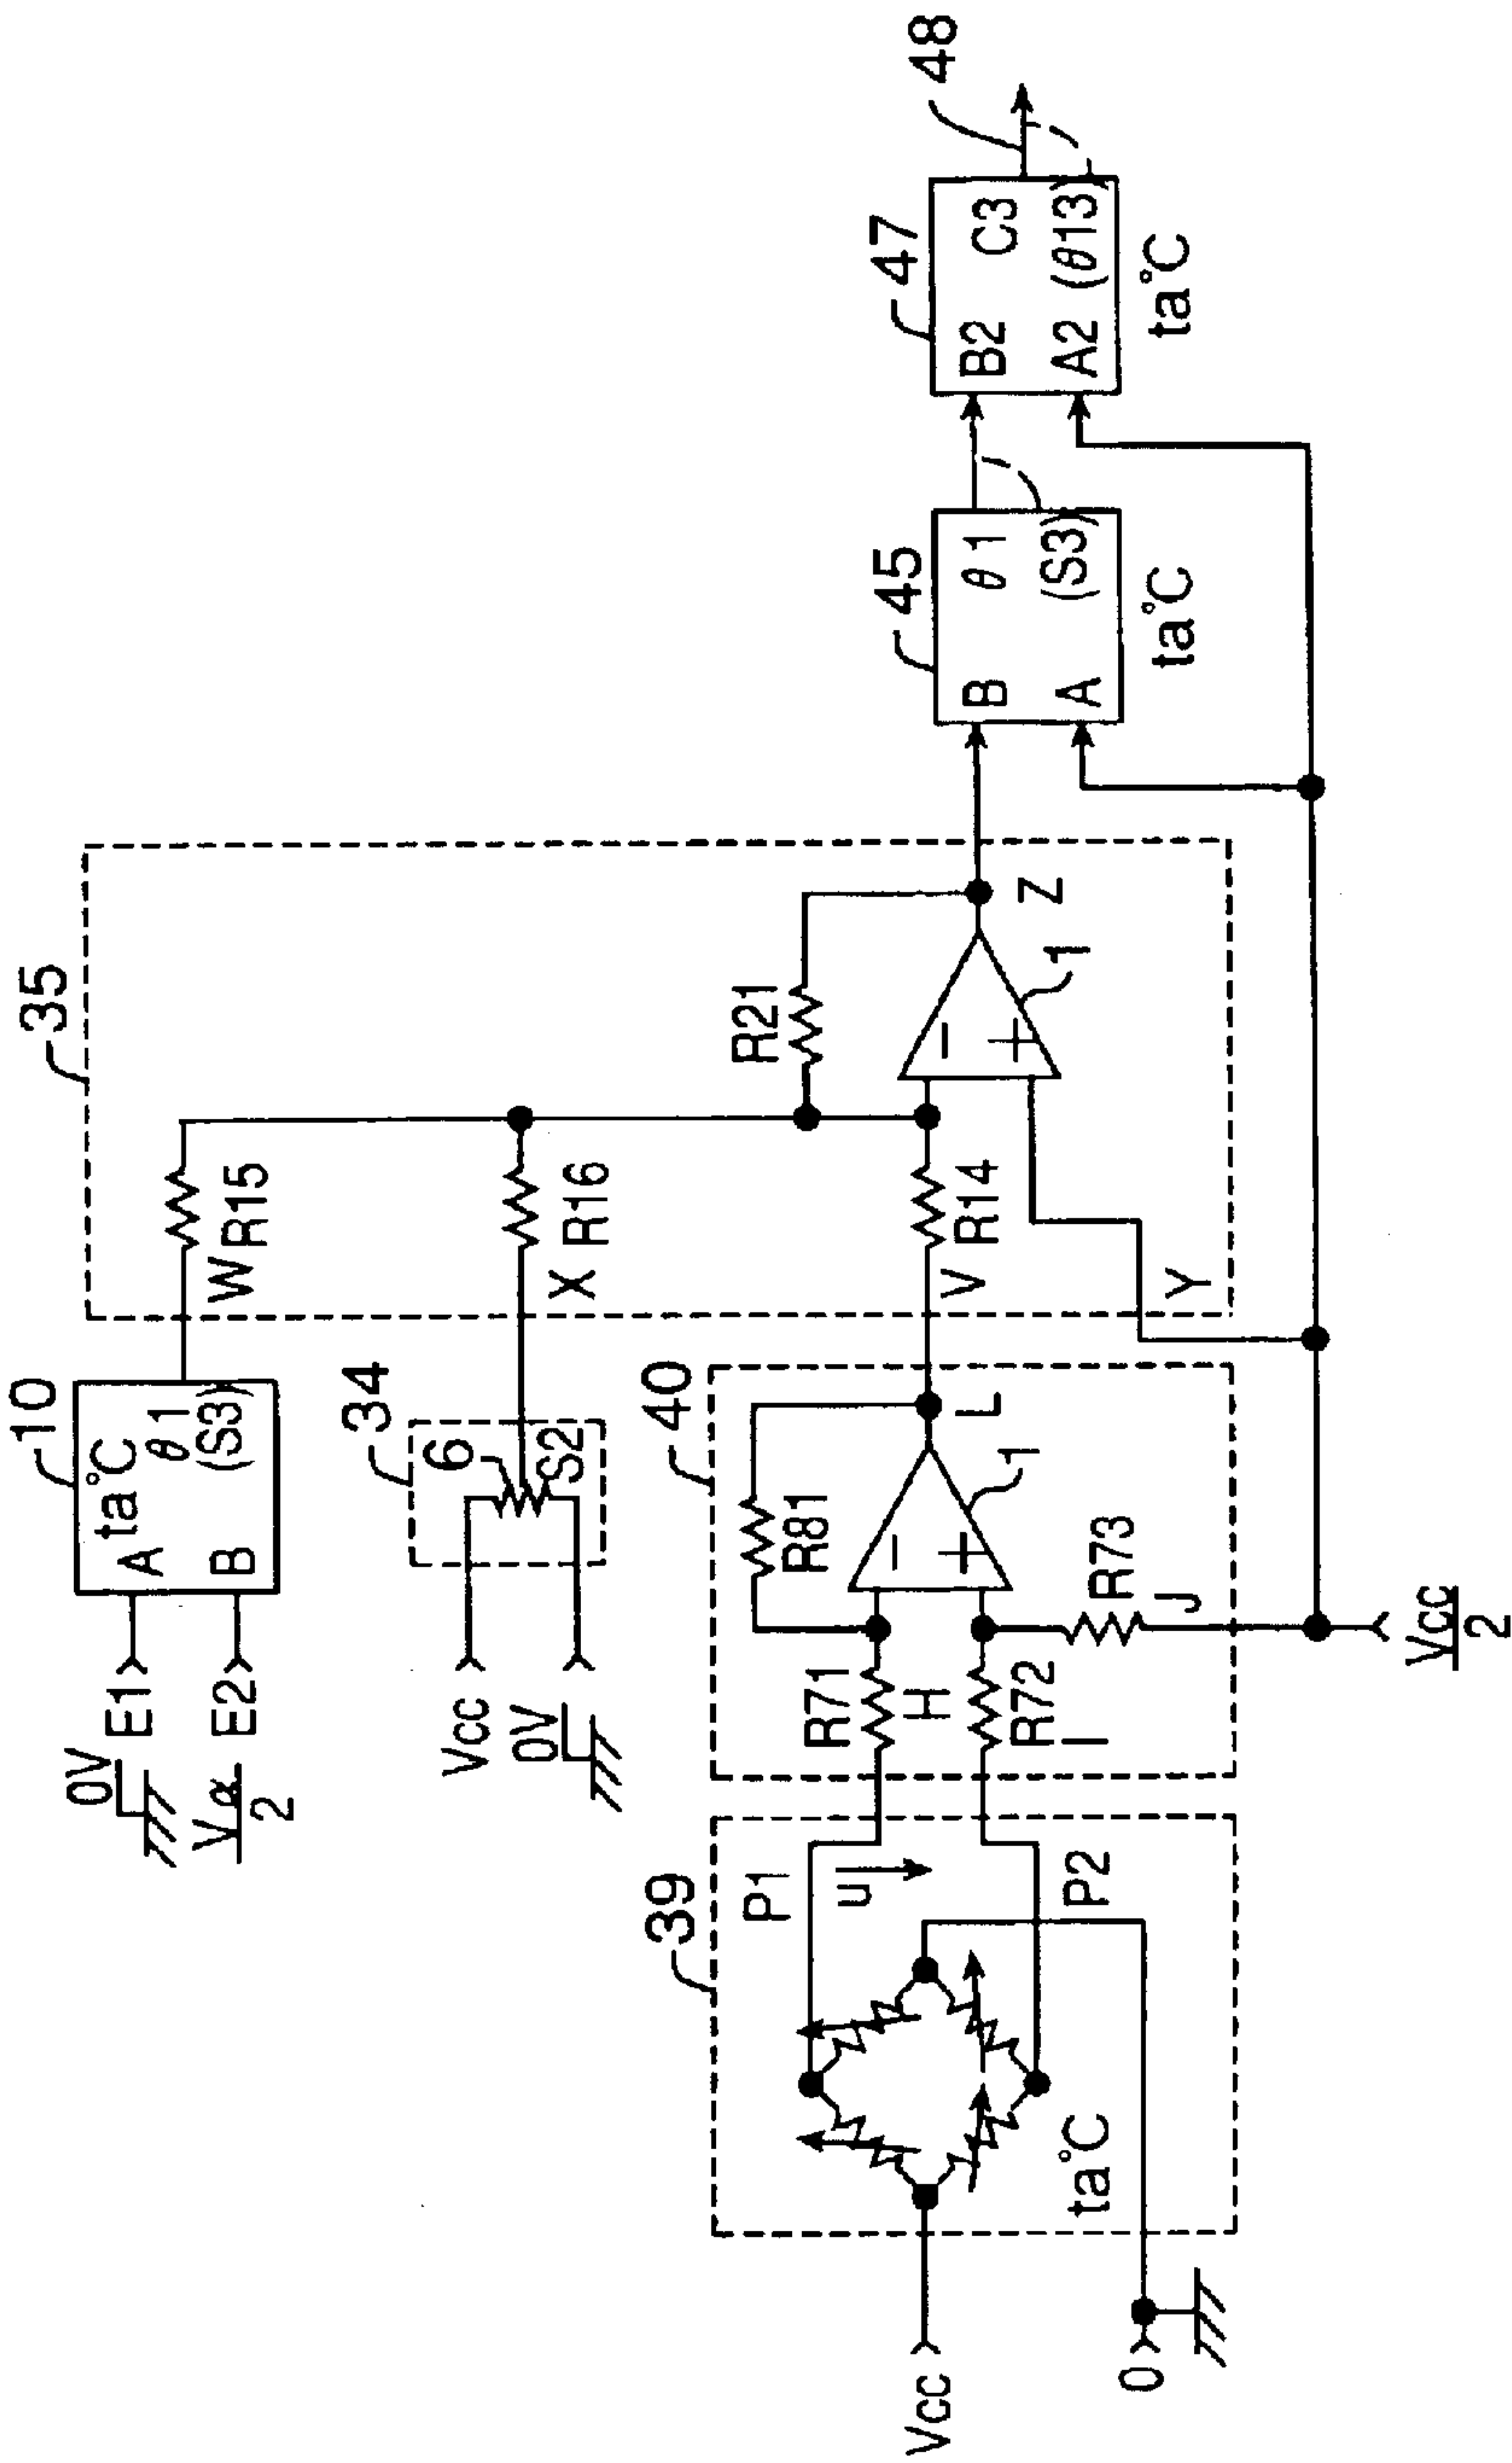 10
ta°C
A
θ1
B
(S3)
0V
E1
Vα/2
E2
W
R15
35
34
6
S2
Vcc
0V
X
R16
R21
39
P1
u
P2
ta°C
Vcc
0
40
R71
H
R72
I
R81
1
L
R73
J
Vcc/2
V
R14
Y
1
Z
45
B
θ1
A
(S3)
ta°C
47
B2
C3
A2
(θ13)
ta°C
48